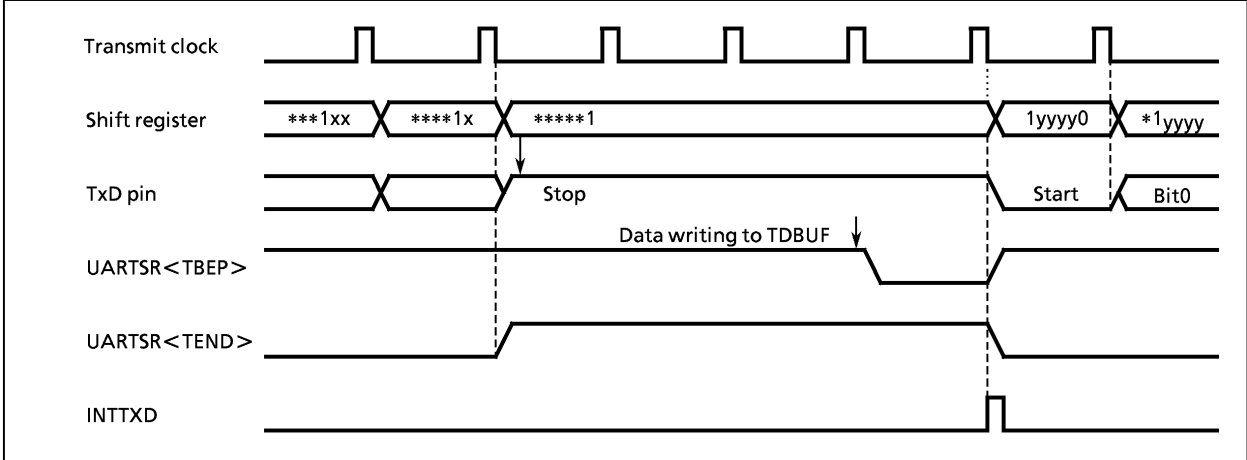 Transmit clock
Shift register ***1xx ****1x *****1 1yyyy0 *1yyyy
TxD pin Stop Start Bit0
Data writing to TDBUF
UARTSR<TBEP>
UARTSR<TEND>
INTTXD